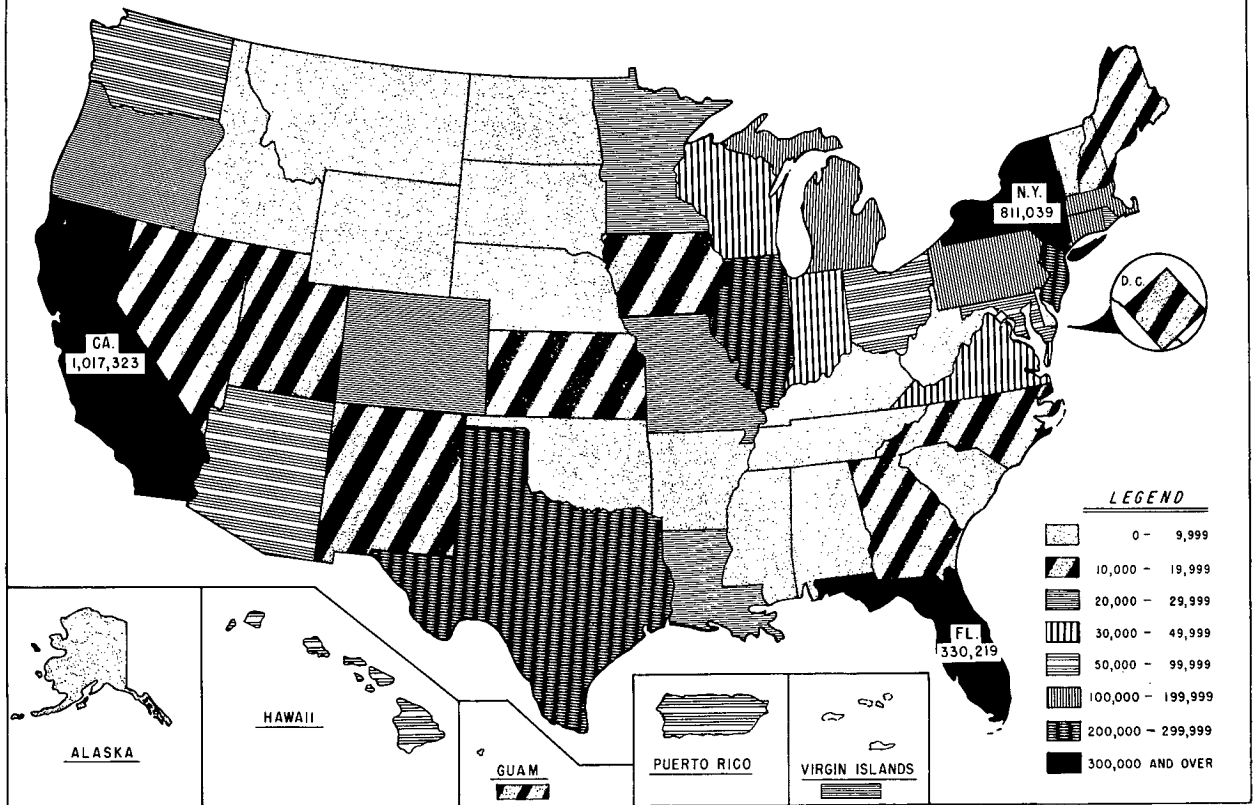 N.Y.
811,039
D.C.
CA.
1,017,323
LEGEND
0 - 9,999
10,000 - 19,999
20,000 - 29,999
30,000 - 49,999
50,000 - 99,999
100,000 - 199,999
200,000 - 299,999
300,000 AND OVER
FL.
330,219
ALASKA
HAWAII
GUAM
PUERTO RICO
VIRGIN ISLANDS